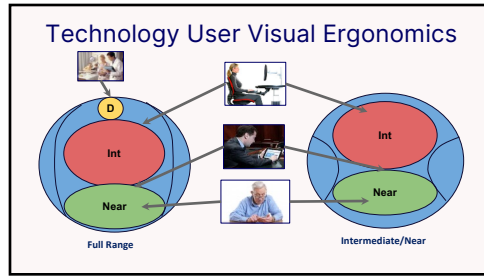 Technology User Visual Ergonomics
D
Int
Near
Full Range
Int
Near
Intermediate/Near